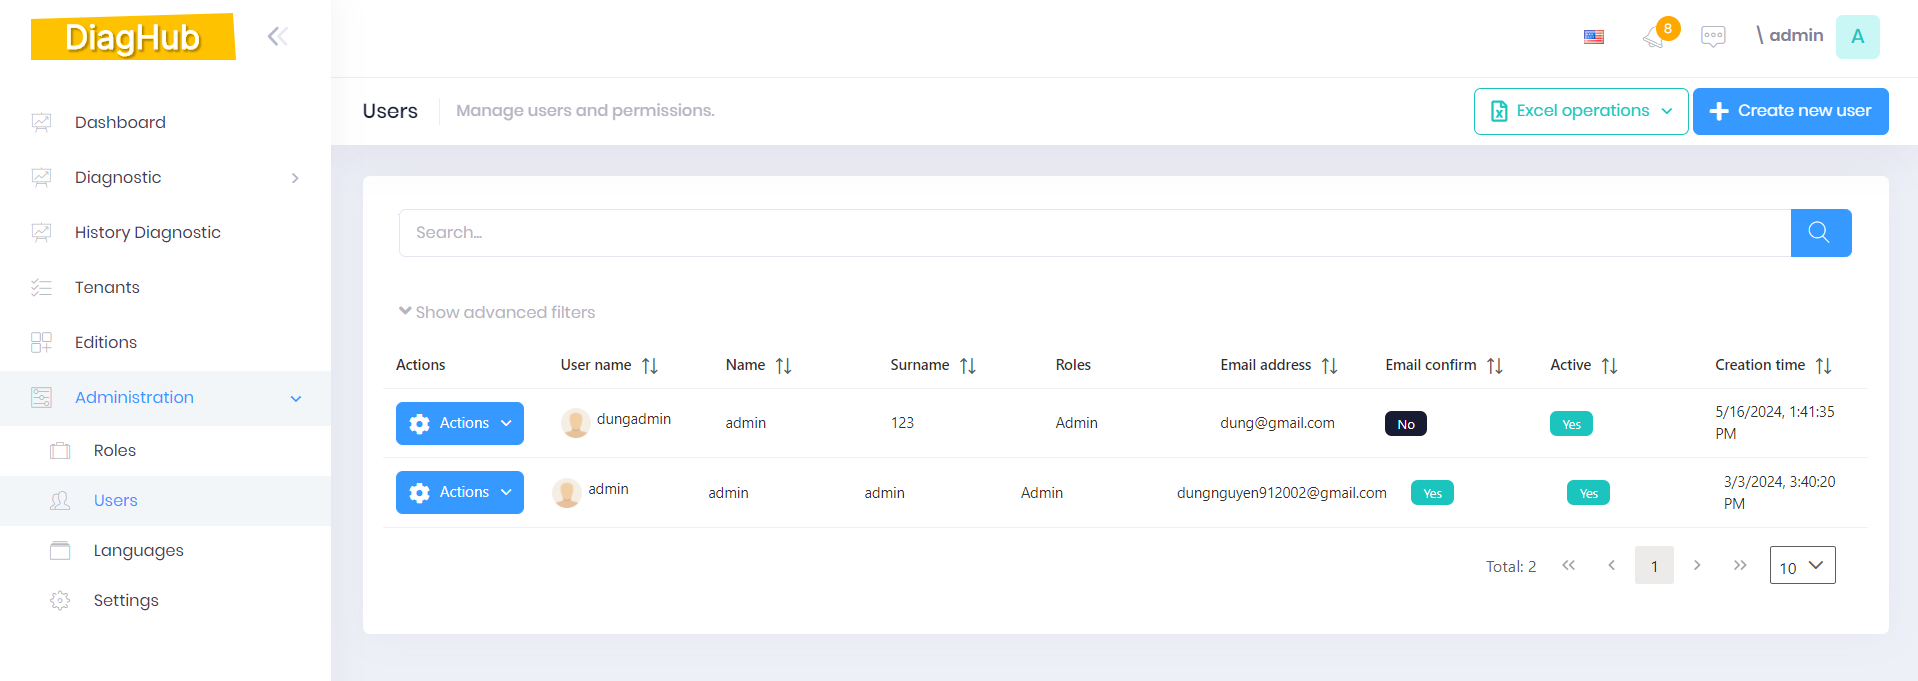 DiagHub
8
\ admin
A
Dashboard
Diagnostic
History Diagnostic
Tenants
Editions
Administration
Roles
Users
Languages
Settings
Users
Manage users and permissions.
Excel operations
Create new user
Search...
Show advanced filters
Actions User name Name Surname Roles Email address Email confirm Active Creation time
Actions dungadmin admin 123 Admin dung@gmail.com No Yes 5/16/2024, 1:41:35
PM
Actions admin admin admin Admin dungnguyen912002@gmail.com Yes Yes 3/3/2024, 3:40:20
PM
Total: 2 1 10